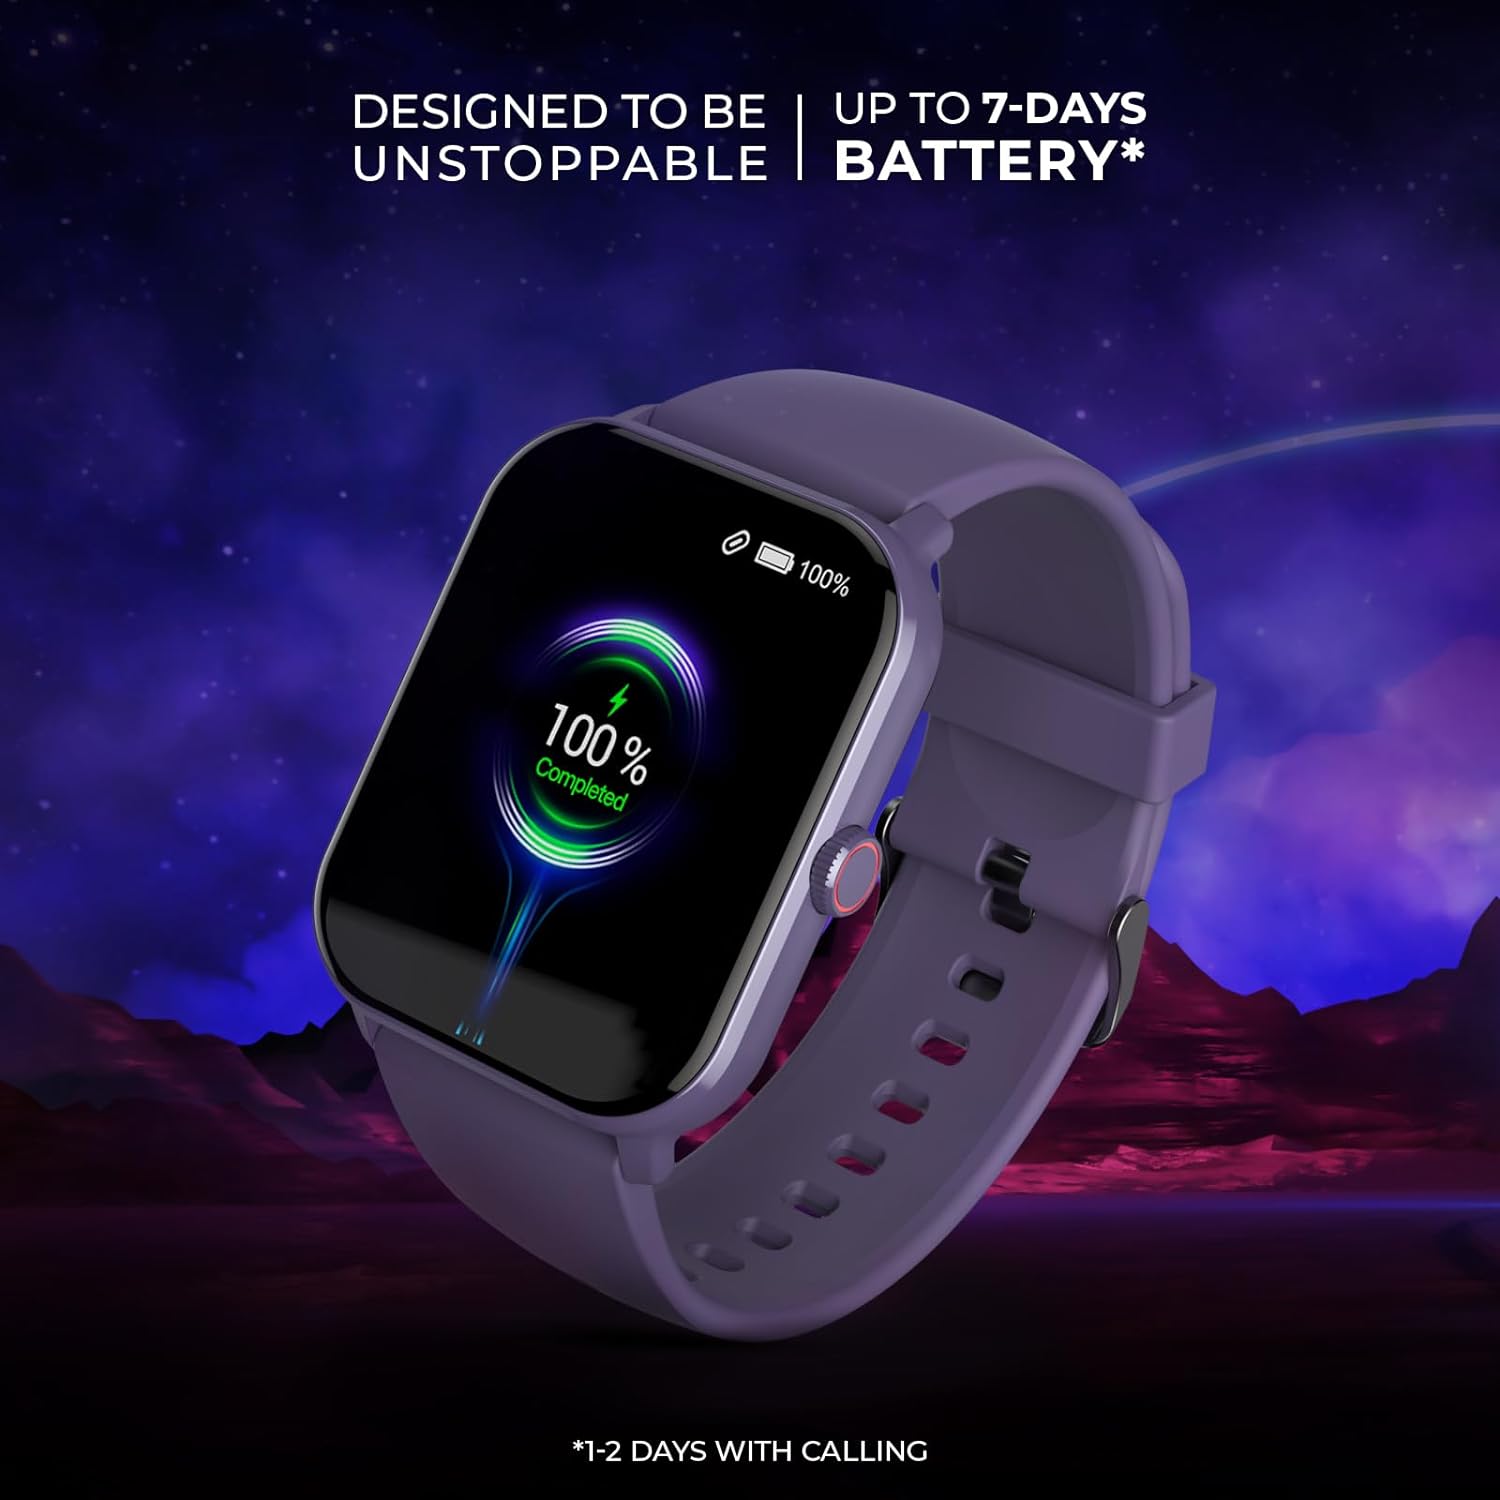 DESIGNED TO BE
UNSTOPPABLE
UP TO 7-DAYS
BATTERY*
100%
100 %
Completed
*1-2 DAYS WITH CALLING